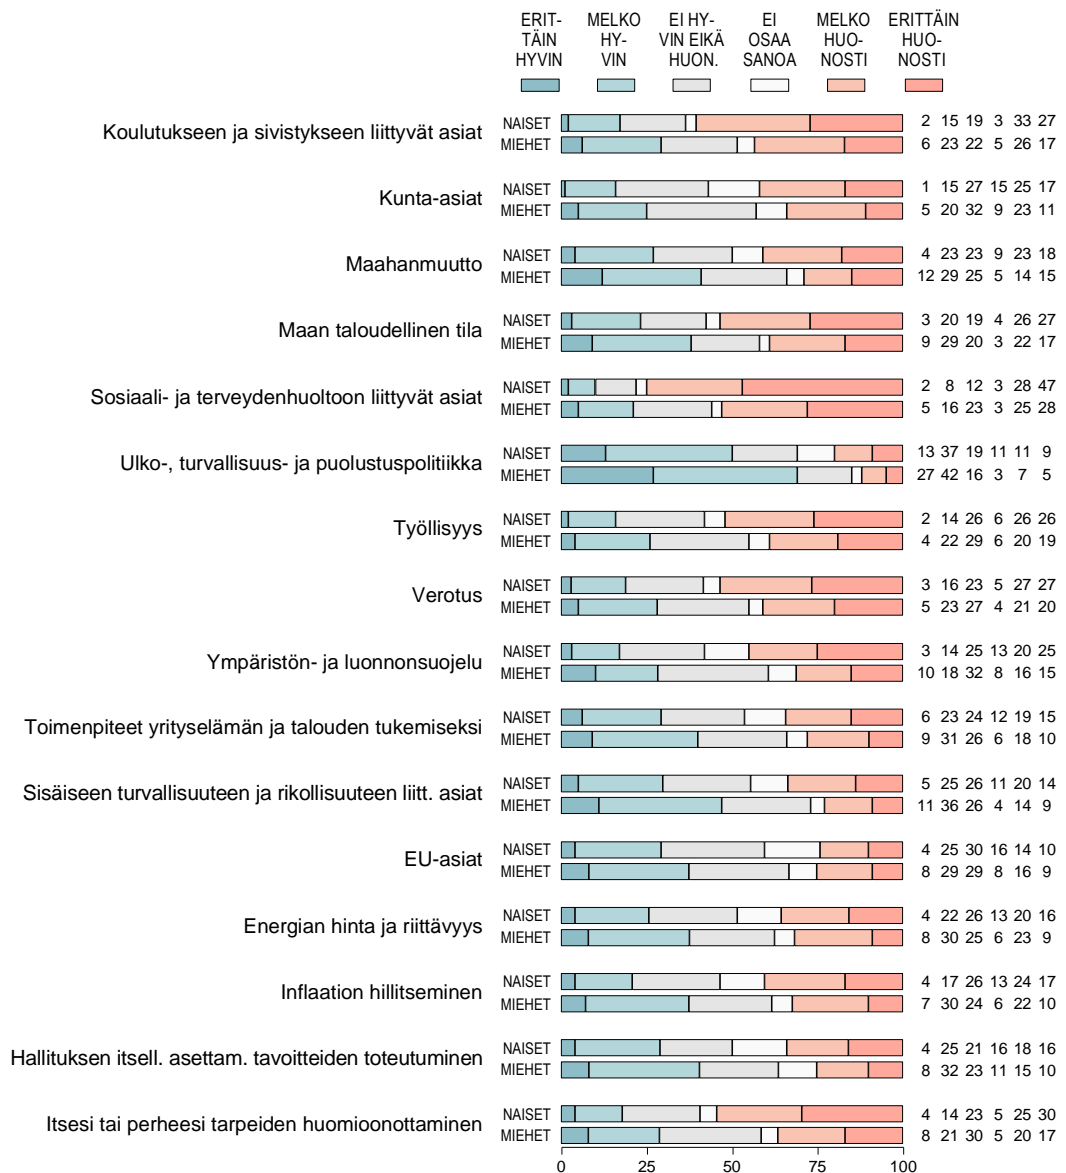 ERIT- MELKO EI HY- EI MELKO ERITTÄIN
TÄIN HY- VIN EIKÄ OSAA HUO- HUO-
HYVIN VIN HUON. SANOA NOSTI NOSTI
Koulutukseen ja sivistykseen liittyvät asiat
NAISET 2 15 19 3 33 27
MIEHET 6 23 22 5 26 17
Kunta-asiat
NAISET 1 15 27 15 25 17
MIEHET 5 20 32 9 23 11
Maahanmuutto
NAISET 4 23 23 9 23 18
MIEHET 12 29 25 5 14 15
Maan taloudellinen tila
NAISET 3 20 19 4 26 27
MIEHET 9 29 20 3 22 17
Sosiaali- ja terveydenhuoltoon liittyvät asiat
NAISET 2 8 12 3 28 47
MIEHET 5 16 23 3 25 28
Ulko-, turvallisuus- ja puolustuspolitiikka
NAISET 13 37 19 11 11 9
MIEHET 27 42 16 3 7 5
Työllisyys
NAISET 2 14 26 6 26 26
MIEHET 4 22 29 6 20 19
Verotus
NAISET 3 16 23 5 27 27
MIEHET 5 23 27 4 21 20
Ympäristön- ja luonnonsuojelu
NAISET 3 14 25 13 20 25
MIEHET 10 18 32 8 16 15
Toimenpiteet yrityselämän ja talouden tukemiseksi
NAISET 6 23 24 12 19 15
MIEHET 9 31 26 6 18 10
Sisäiseen turvallisuuteen ja rikollisuuteen liitt. asiat
NAISET 5 25 26 11 20 14
MIEHET 11 36 26 4 14 9
EU-asiat
NAISET 4 25 30 16 14 10
MIEHET 8 29 29 8 16 9
Energian hinta ja riittävyys
NAISET 4 22 26 13 20 16
MIEHET 8 30 25 6 23 9
Inflaation hillitseminen
NAISET 4 17 26 13 24 17
MIEHET 7 30 24 6 22 10
Hallituksen itsell. asettam. tavoitteiden toteutuminen
NAISET 4 25 21 16 18 16
MIEHET 8 32 23 11 15 10
Itsesi tai perheesi tarpeiden huomioonottaminen
NAISET 4 14 23 5 25 30
MIEHET 8 21 30 5 20 17
0 25 50 75 100